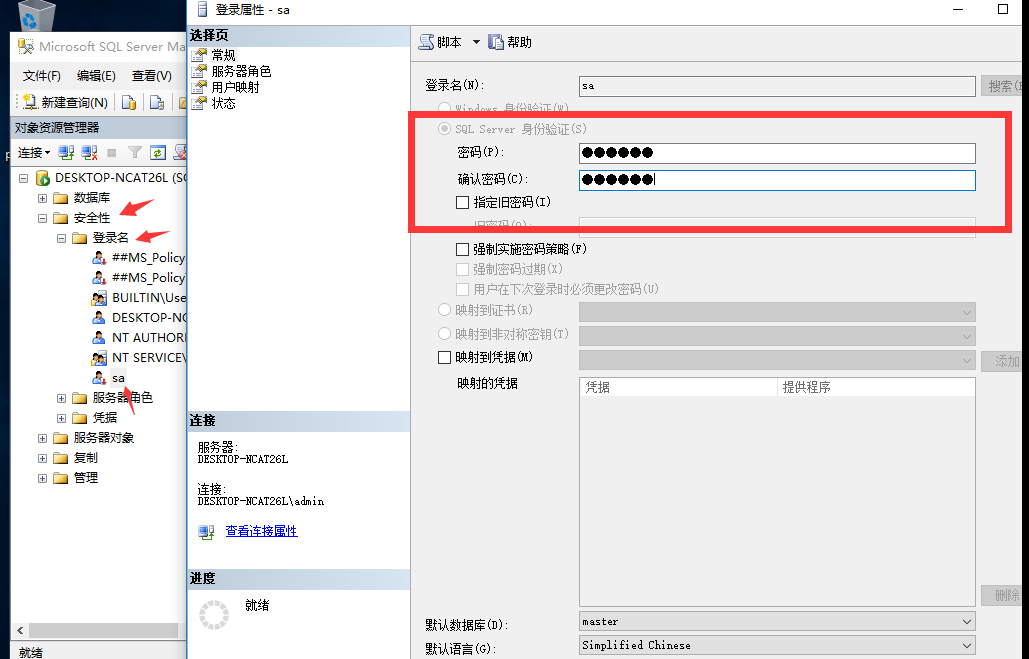 登录属性 - sa
Microsoft SQL Server Ma
文件(F) 编辑(E) 查看(V)
新建查询(N)
对象资源管理器
连接
DESKTOP-NCAT26L (SQ
数据库
安全性
登录名
##MS_Policy
##MS_Policy
BUILTIN\Use
DESKTOP-NC
NT AUTHORI
NT SERVICE\
sa
服务器角色
凭据
服务器对象
复制
管理
就绪
选择页
常规
服务器角色
用户映射
状态
连接
服务器:
DESKTOP-NCAT26L
连接:
DESKTOP-NCAT26L\admin
查看连接属性
进度
就绪
脚本 帮助
登录名(N): sa 搜索(E
Windows 身份验证(W)
SQL Server 身份验证(S)
密码(P): ●●●●●●
确认密码(C): ●●●●●●
指定旧密码(I)
旧密码(O):
强制实施密码策略(F)
强制密码过期(X)
用户在下次登录时必须更改密码(U)
映射到证书(R)
映射到非对称密钥(T)
映射到凭据(M) 添加
映射的凭据 凭据 提供程序
删除
默认数据库(D): master
默认语言(G): Simplified Chinese